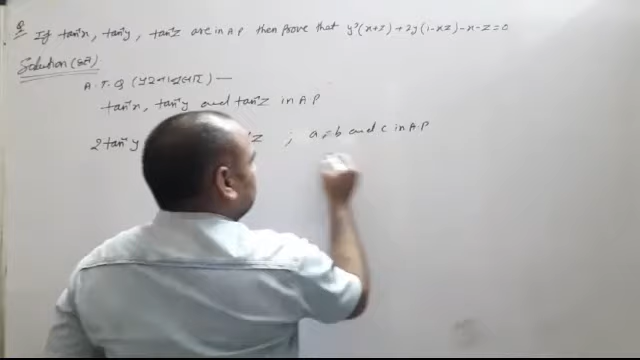 Q. If tan⁻¹x, tan⁻¹y, tan⁻¹z are in A P then prove that y²(x+z)+2y(1-xz)-x-z=0
Solution
A.T.Q
tan⁻¹x, tan⁻¹y and tan⁻¹z in A.P
2tan⁻¹y z ; a, b and c in A.P